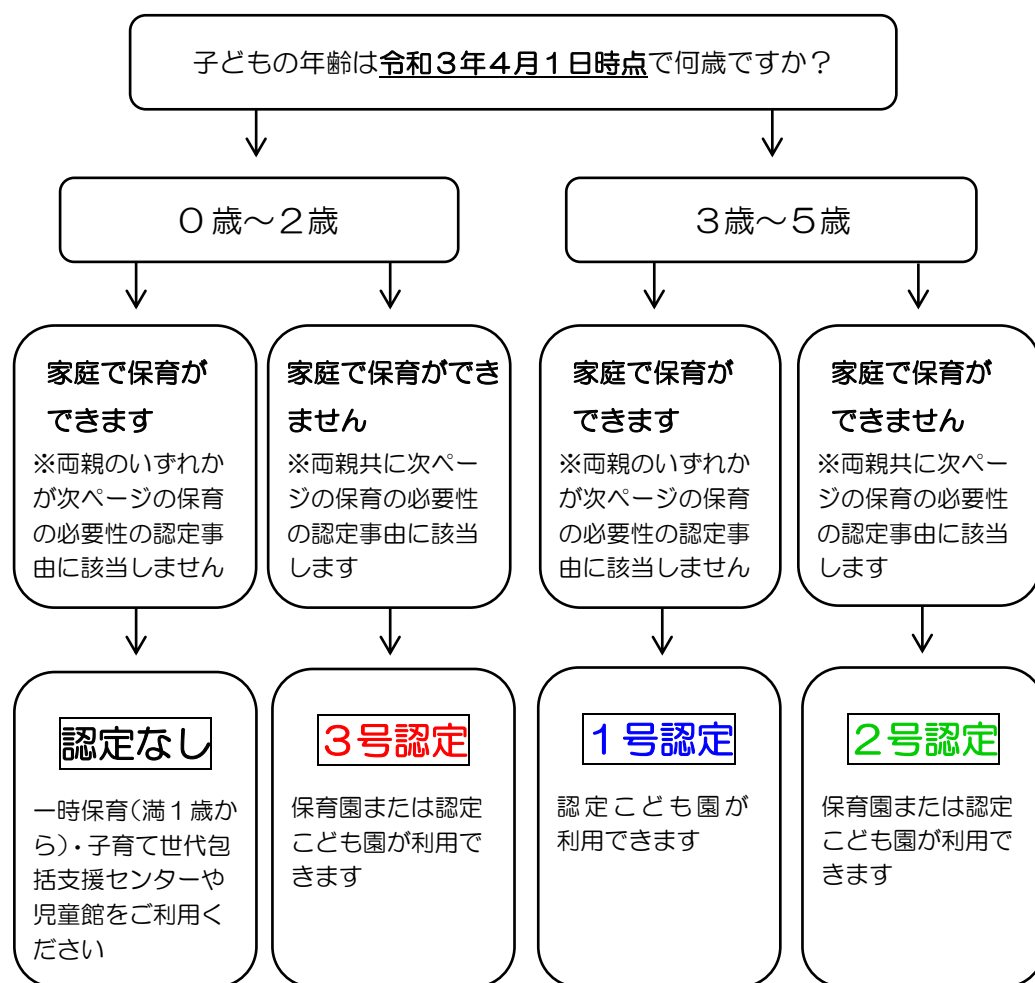 子どもの年齢は令和３年４月１日時点で何歳ですか？
０歳～２歳
３歳～５歳
家庭で保育が
できます
※両親のいずれか
が次ページの保育
の必要性の認定事
由に該当しません
家庭で保育ができ
ません
※両親共に次ペー
ジの保育の必要性
の認定事由に該当
します
家庭で保育が
できます
※両親のいずれか
が次ページの保育
の必要性の認定事
由に該当しません
家庭で保育が
できません
※両親共に次ペー
ジの保育の必要性
の認定事由に該当
します
認定なし
一時保育（満１歳か
ら）・子育て世代包
括支援センターや
児童館をご利用く
ださい
３号認定
保育園または認定
こども園が利用で
きます
１号認定
認定こども園が
利用できます
２号認定
保育園または認定
こども園が利用で
きます